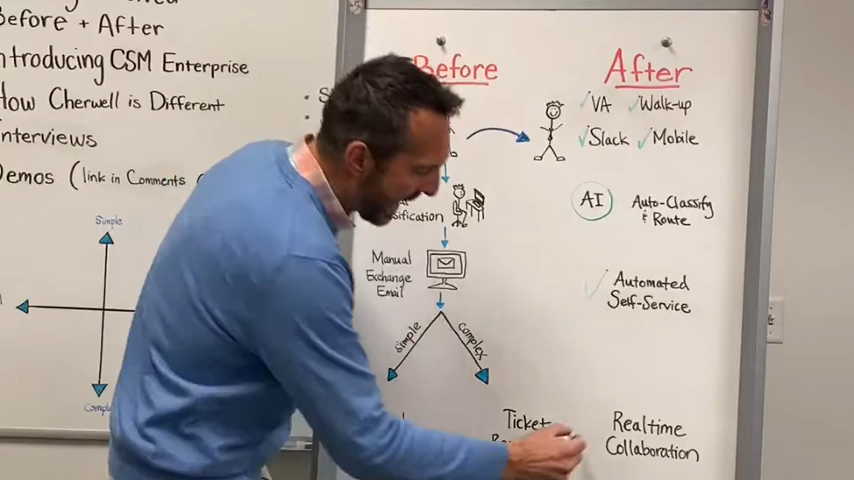 Before + After
Introducing CSM Enterprise
How Cherwell is Different
Interviews
Demos (link in Comments
Simple
Before
After
VA
Walk-up
Slack
Mobile
AI
Auto-Classify
& Route
Manual
Exchange
Email
Automated
Self-Service
Simple
Complex
Ticket
Realtime
Collaboration